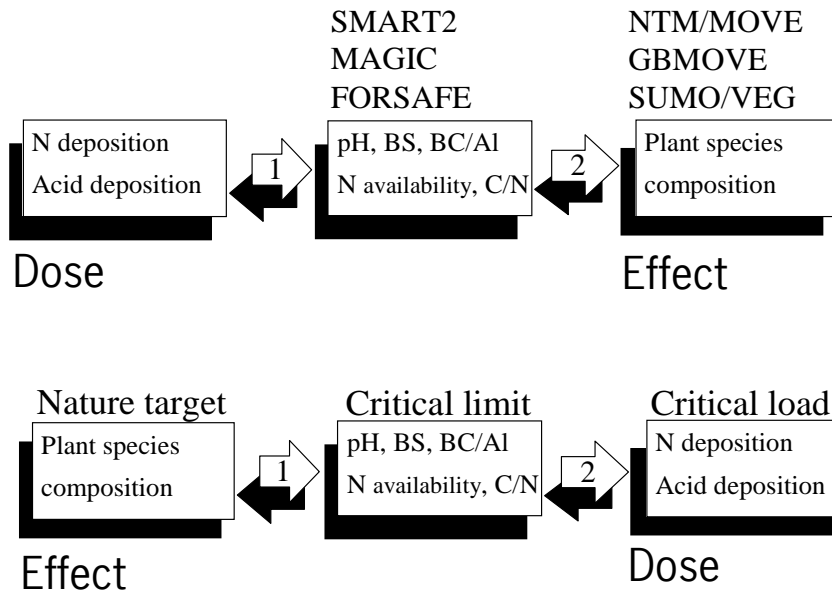 SMART2
MAGIC
FORSAFE
NTM/MOVE
GBMOVE
SUMO/VEG
N deposition
Acid deposition
1
pH, BS, BC/Al
N availability, C/N
2
Plant species
composition
Dose
Effect
Nature target
Critical limit
Critical load
Plant species
composition
1
pH, BS, BC/Al
N availability, C/N
2
N deposition
Acid deposition
Effect
Dose